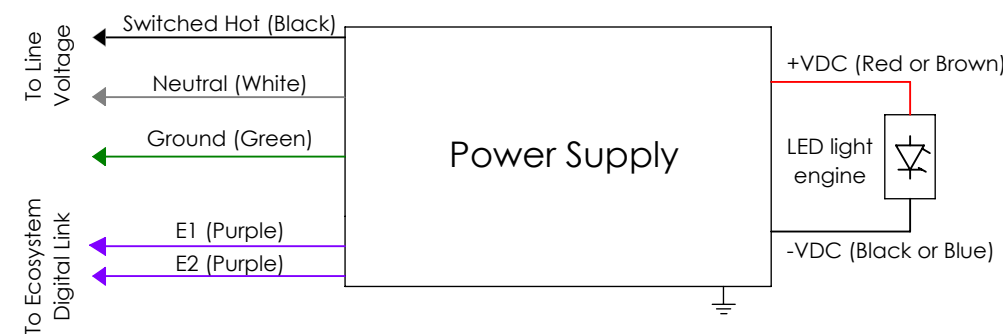 To Line
Voltage
Switched Hot (Black)
Neutral (White)
Ground (Green)
To Ecosystem
Digital Link
E1 (Purple)
E2 (Purple)
Power Supply
+VDC (Red or Brown)
LED light
engine
-VDC (Black or Blue)